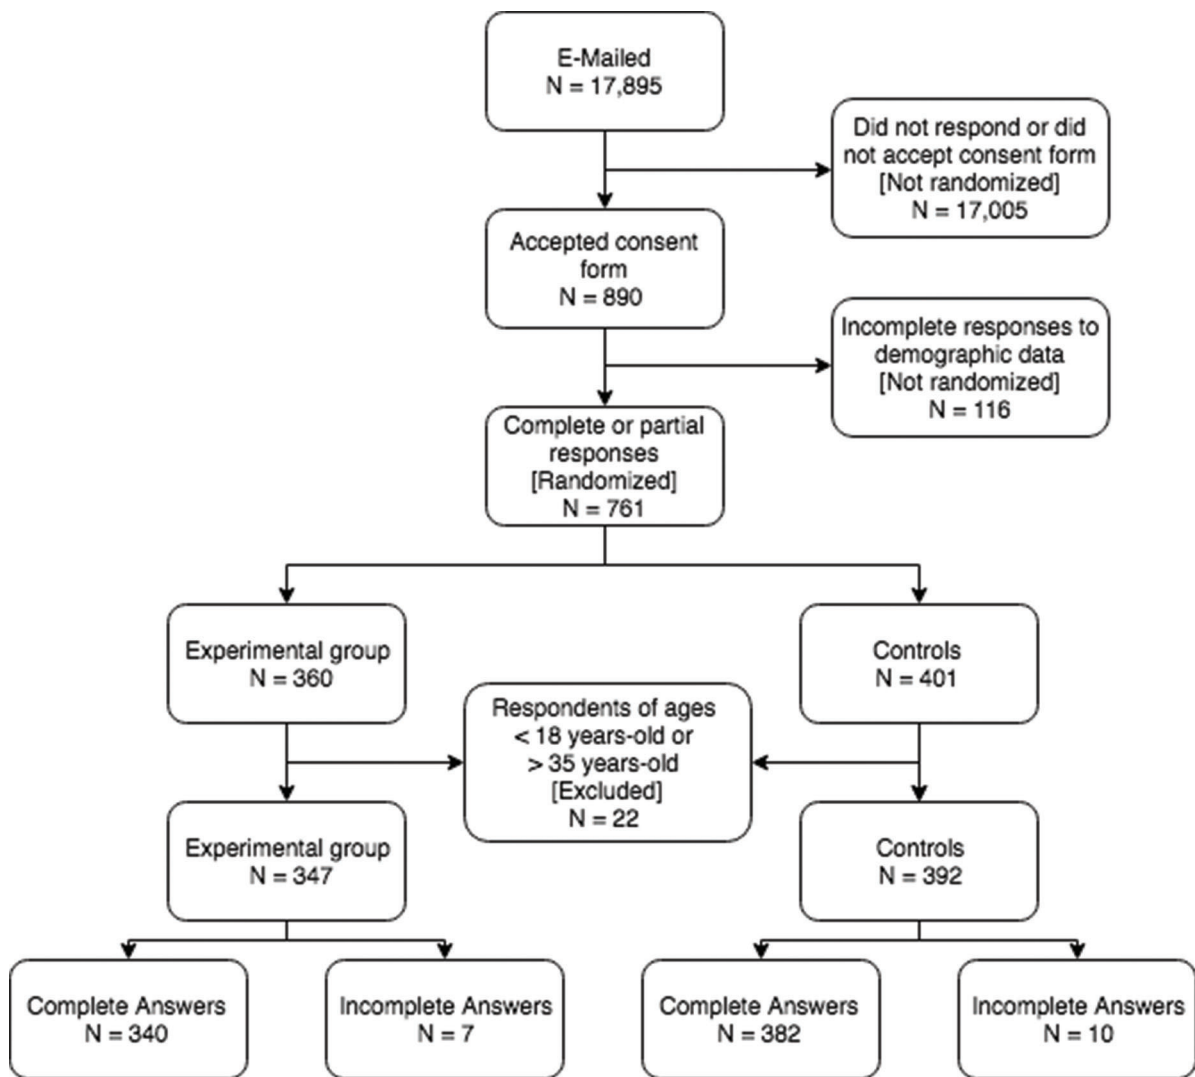 E-Mailed
N = 17,895
Did not respond or did
not accept consent form
[Not randomized]
N = 17,005
Accepted consent
form
N = 890
Incomplete responses to
demographic data
[Not randomized]
N = 116
Complete or partial
responses
[Randomized]
N = 761
Experimental group
N = 360
Controls
N = 401
Respondents of ages
< 18 years-old or
> 35 years-old
[Excluded]
N = 22
Experimental group
N = 347
Controls
N = 392
Complete Answers
N = 340
Incomplete Answers
N = 7
Complete Answers
N = 382
Incomplete Answers
N = 10